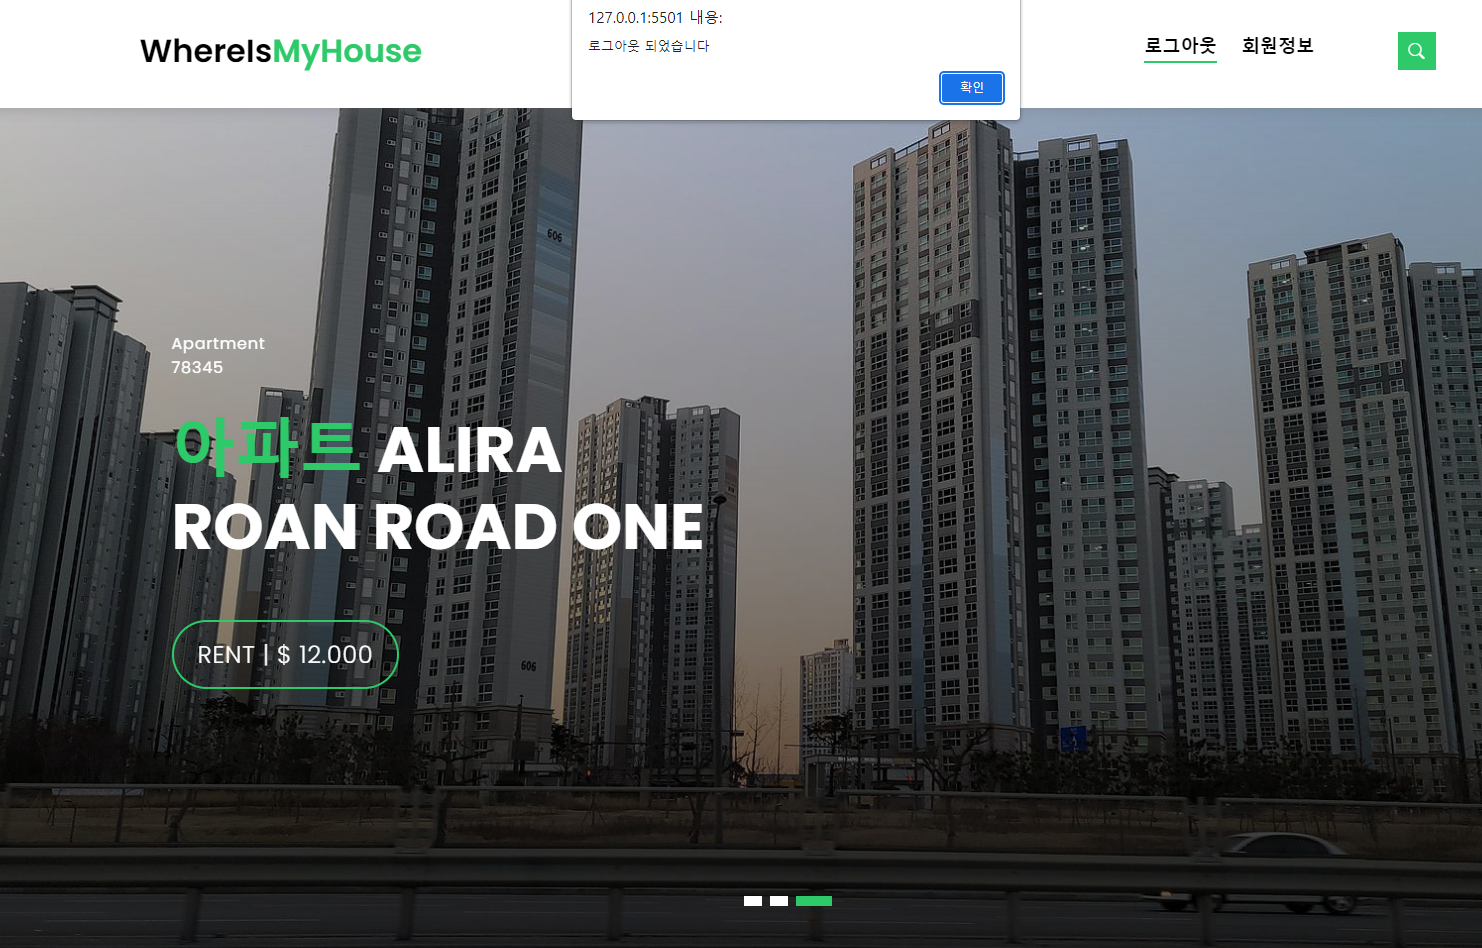 WhereIsMyHouse
127.0.0.1:5501 내용:
로그아웃 되었습니다
확인
로그아웃 회원정보
606
Apartment
78345
아파트 ALIRA
ROAN ROAD ONE
RENT | $ 12.000
606